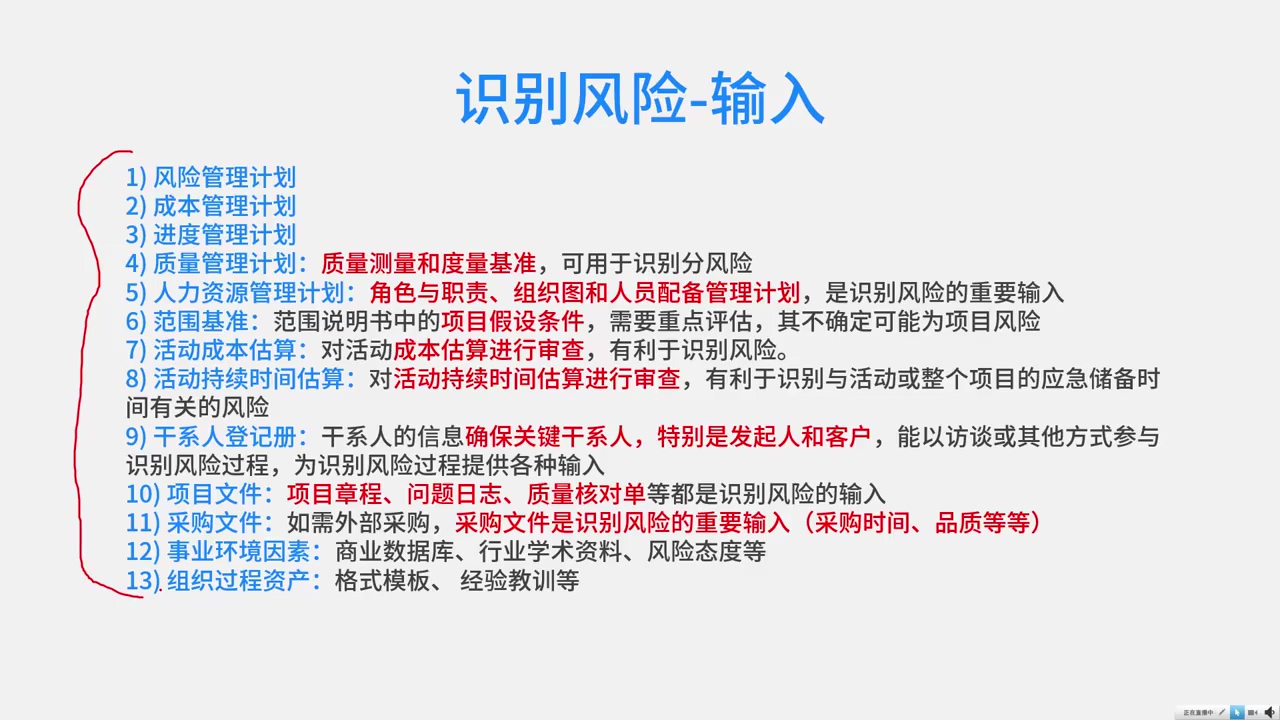 识别风险-输入
1) 风险管理计划
2) 成本管理计划
3) 进度管理计划
4) 质量管理计划：质量测量和度量基准，可用于识别分风险
5) 人力资源管理计划：角色与职责、组织图和人员配备管理计划，是识别风险的重要输入
6) 范围基准：范围说明书中的项目假设条件，需要重点评估，其不确定可能为项目风险
7) 活动成本估算：对活动成本估算进行审查，有利于识别风险。
8) 活动持续时间估算：对活动持续时间估算进行审查，有利于识别与活动或整个项目的应急储备时
间有关的风险
9) 干系人登记册：干系人的信息确保关键干系人，特别是发起人和客户，能以访谈或其他方式参与
识别风险过程，为识别风险过程提供各种输入
10) 项目文件：项目章程、问题日志、质量核对单等都是识别风险的输入
11) 采购文件：如需外部采购，采购文件是识别风险的重要输入（采购时间、品质等等）
12) 事业环境因素：商业数据库、行业学术资料、风险态度等
13) 组织过程资产：格式模板、 经验教训等
正在直播中